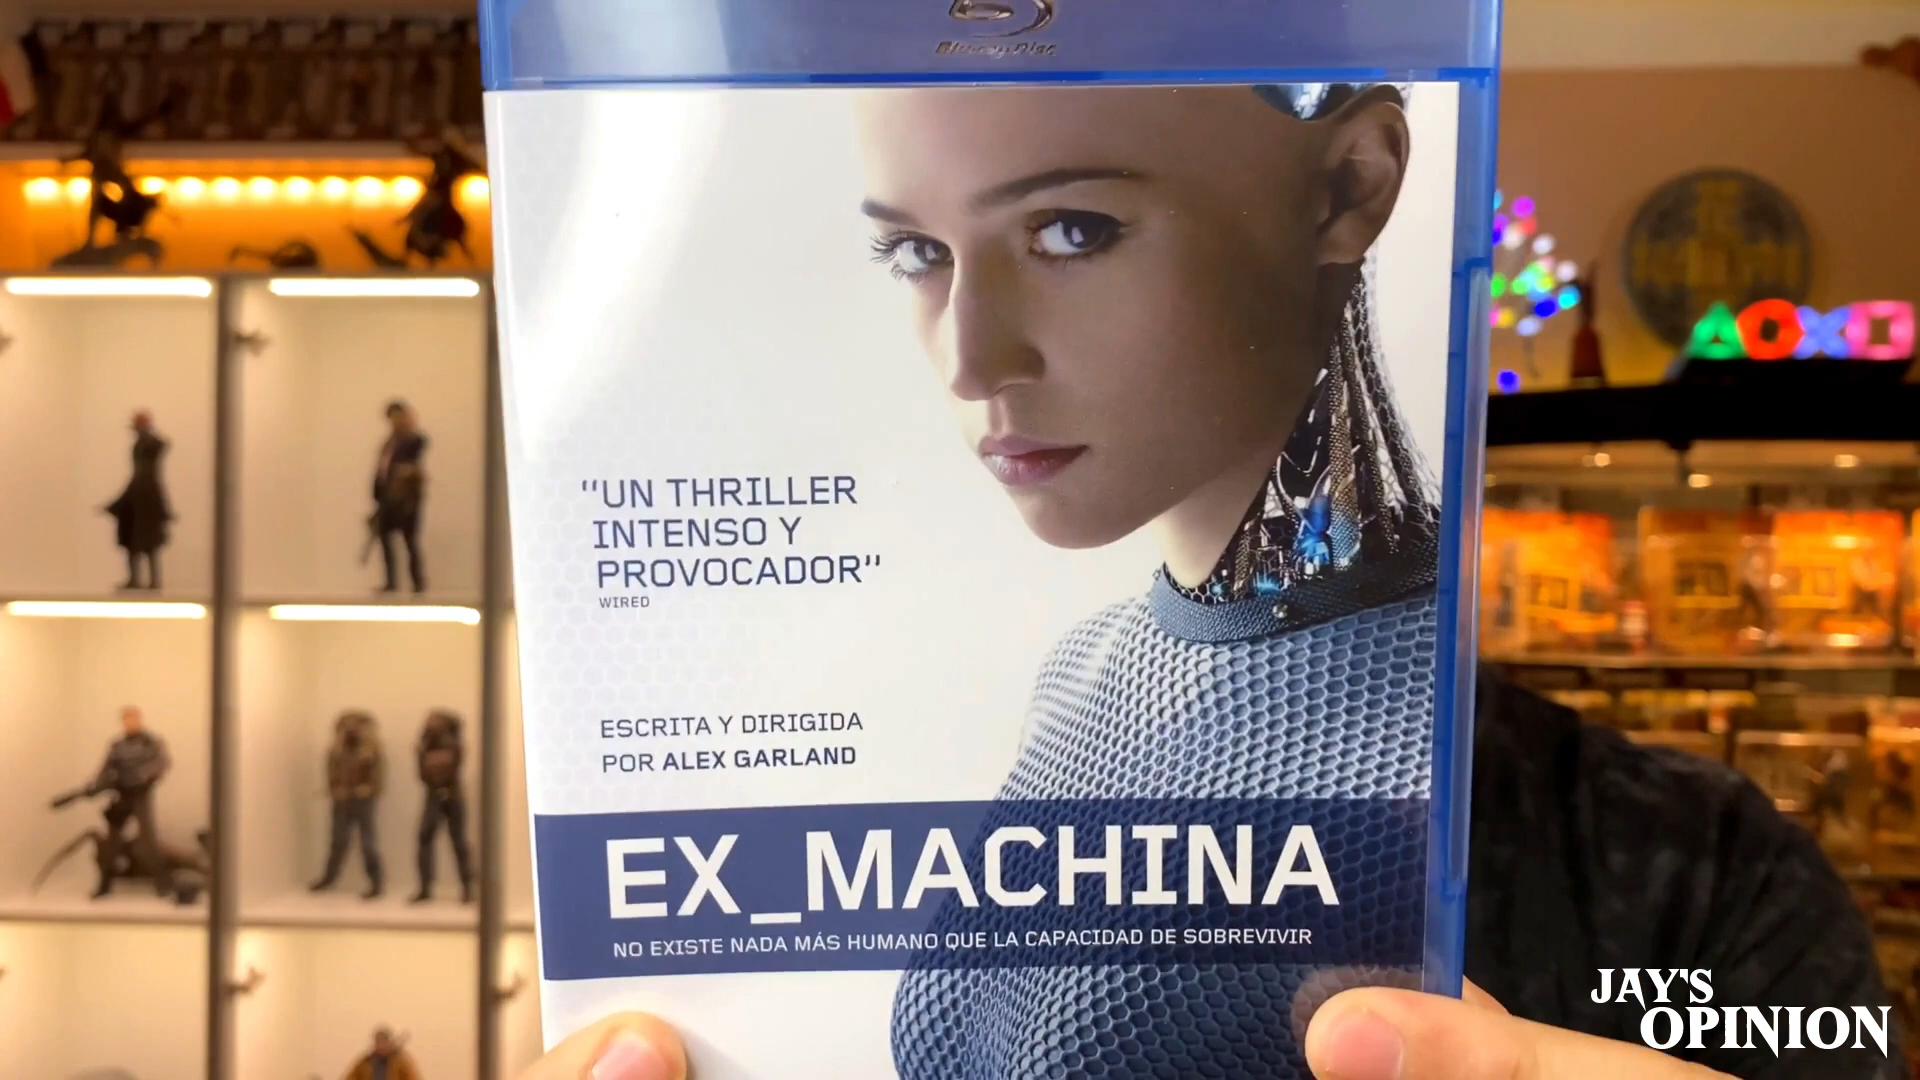 Blu-ray Disc
"UN THRILLER
INTENSO Y
PROVOCADOR"
WIRED
ESCRITA Y DIRIGIDA
POR ALEX GARLAND
EX_MACHINA
NO EXISTE NADA MÁS HUMANO QUE LA CAPACIDAD DE SOBREVIVIR
JAY'S
OPINION